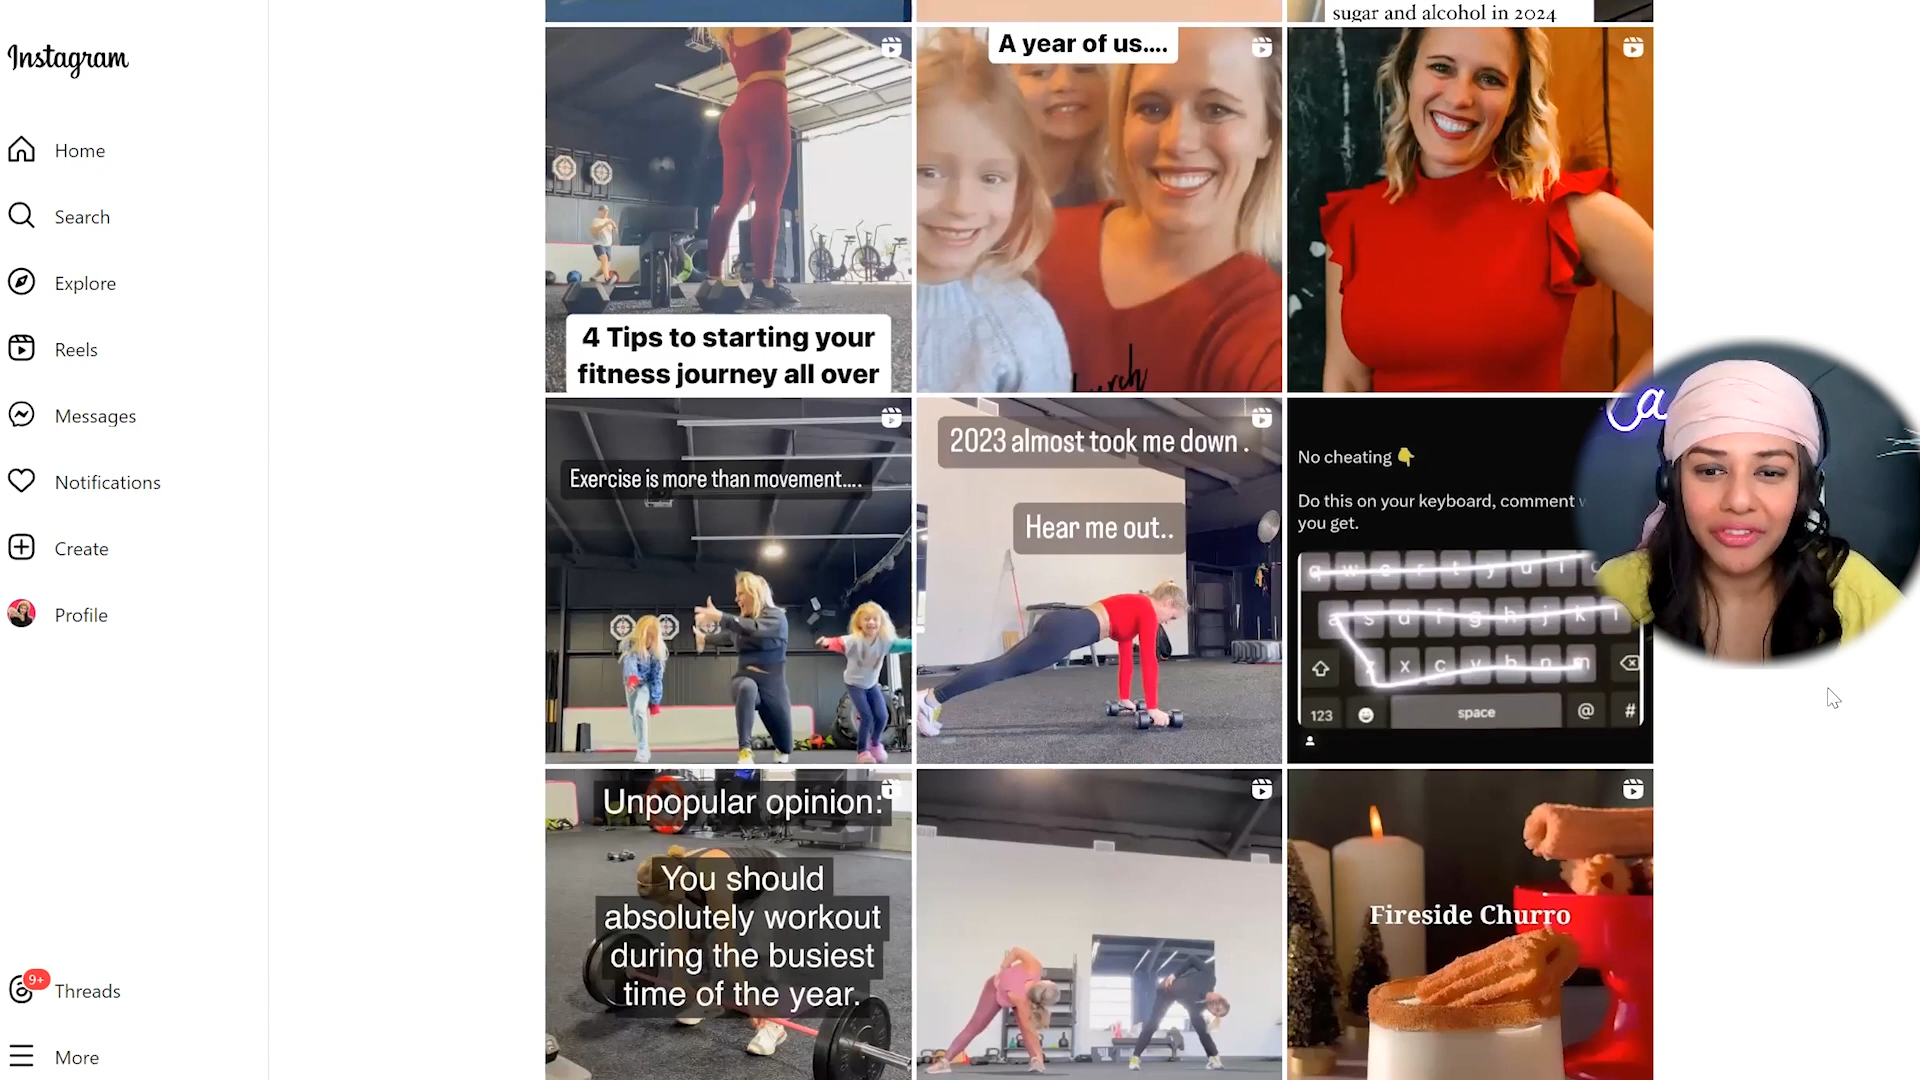 Instagram
Home
Search
Explore
Reels
Messages
Notifications
Create
Profile
9+
Threads
More
sugar and alcohol in 2024
4 Tips to starting your
fitness journey all over
A year of us....
Exercise is more than movement....
2023 almost took me down .
Hear me out..
No cheating 👇
Do this on your keyboard, comment
you get.
q w e r t y u i
a s d f g h j k l
z x c v b n m
123 space @ #
Unpopular opinion:
You should
absolutely workout
during the busiest
time of the year.
Fireside Churro